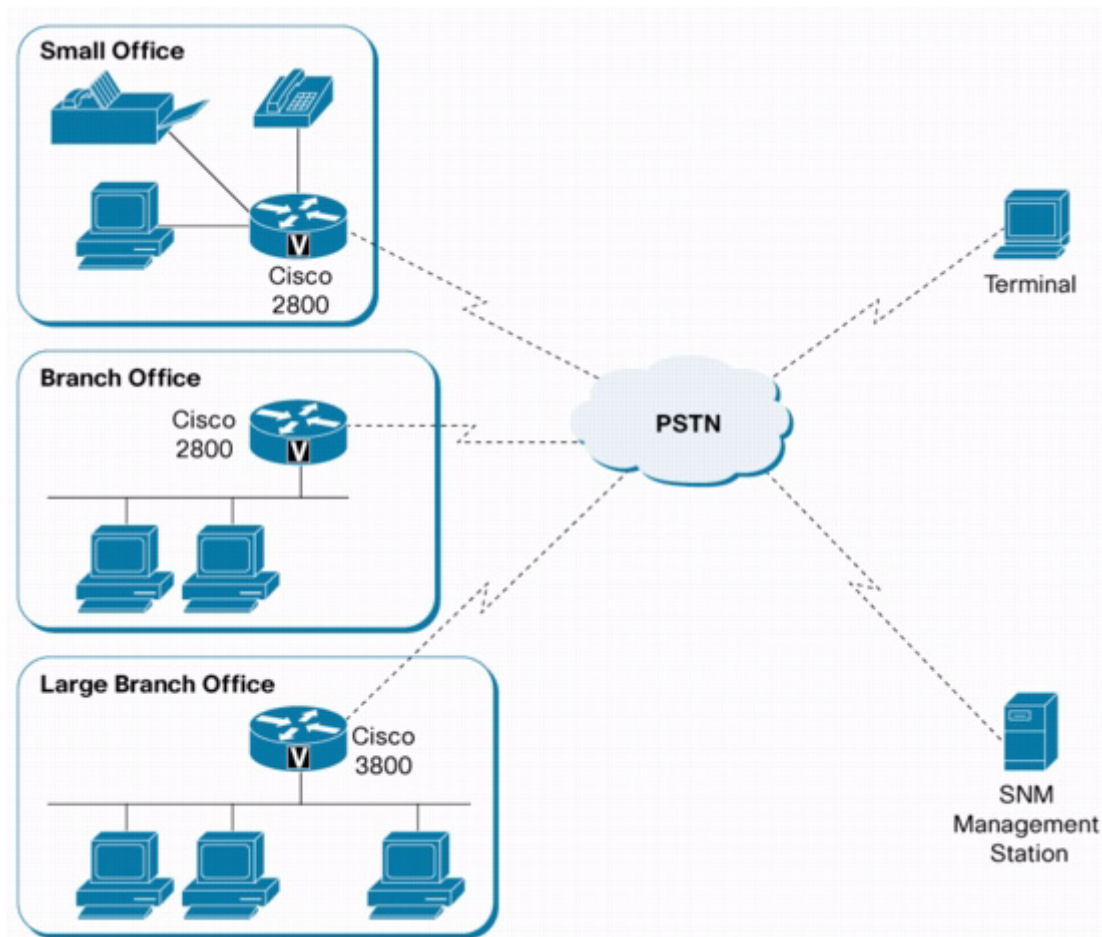 Small Office
V
Cisco
2800
Branch Office
Cisco
2800
V
PSTN
Terminal
Large Branch Office
V
Cisco
3800
SNM
Management
Station